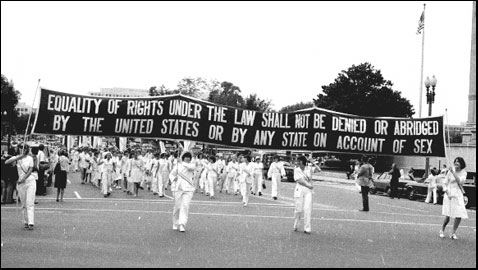 EQUALITY OF RIGHTS UNDER THE LAW SHALL NOT BE DENIED OR ABRIDGED
BY THE UNITED STATES OR BY ANY STATE ON ACCOUNT OF SEX